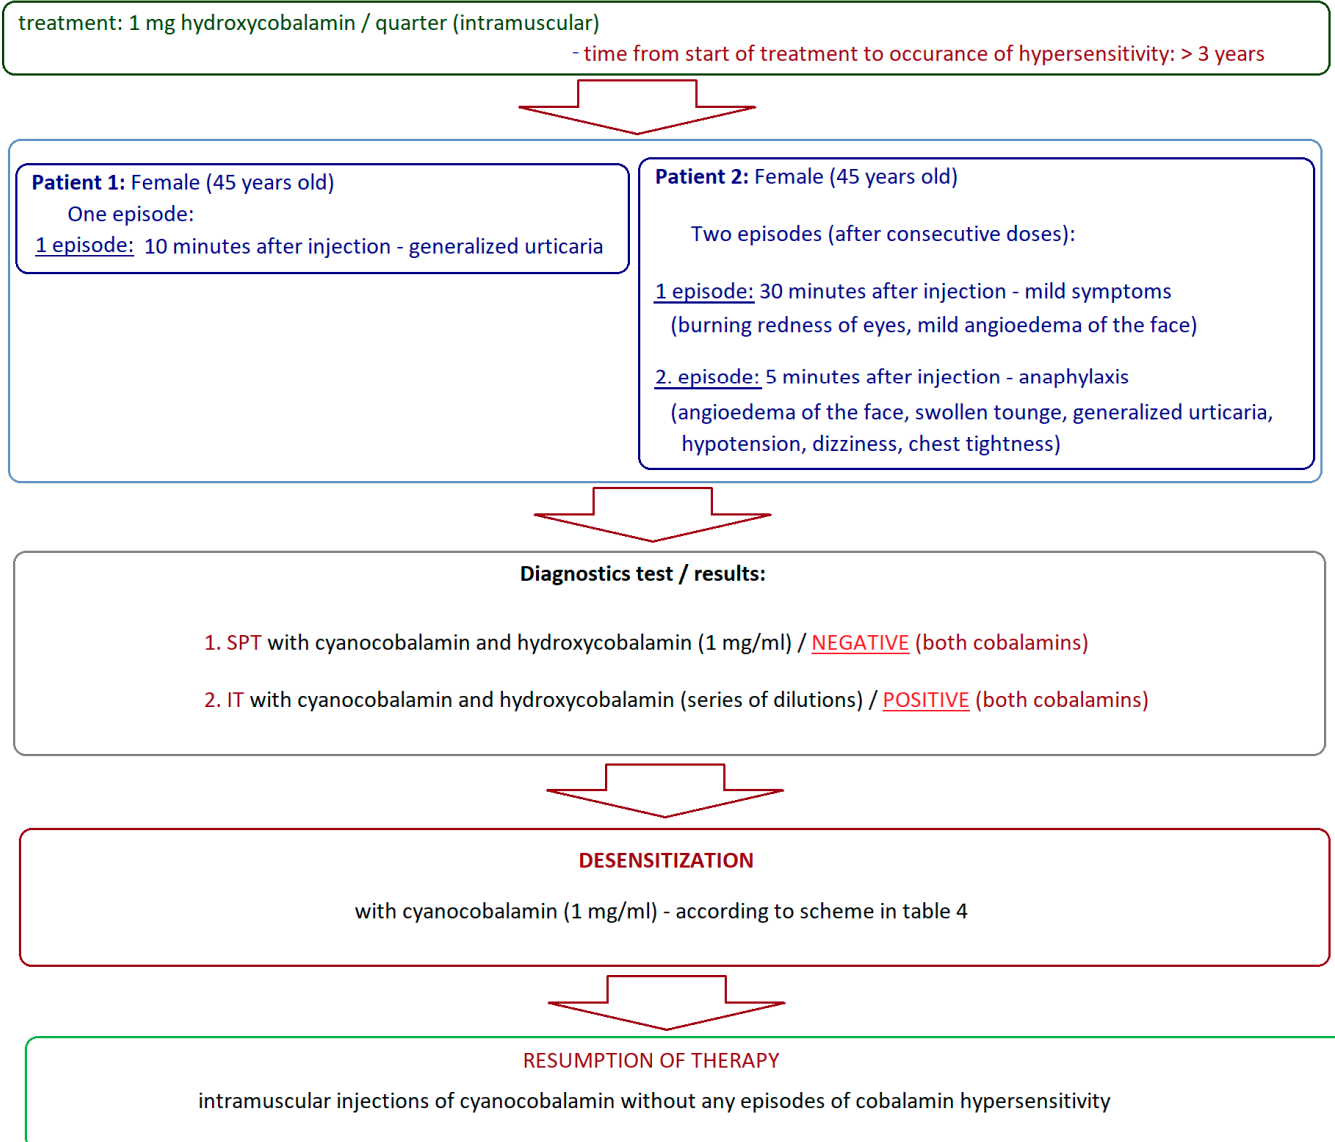 treatment: 1 mg hydroxycobalamin / quarter (intramuscular)
- time from start of treatment to occurance of hypersensitivity: > 3 years
Patient 1: Female (45 years old)
One episode:
1 episode: 10 minutes after injection - generalized urticaria
Patient 2: Female (45 years old)
Two episodes (after consecutive doses):
1 episode: 30 minutes after injection - mild symptoms
(burning redness of eyes, mild angioedema of the face)
2. episode: 5 minutes after injection - anaphylaxis
(angioedema of the face, swollen tounge, generalized urticaria,
hypotension, dizziness, chest tightness)
Diagnostics test / results:
1. SPT with cyanocobalamin and hydroxycobalamin (1 mg/ml) / NEGATIVE (both cobalamins)
2. IT with cyanocobalamin and hydroxycobalamin (series of dilutions) / POSITIVE (both cobalamins)
DESENSITIZATION
with cyanocobalamin (1 mg/ml) - according to scheme in table 4
RESUMPTION OF THERAPY
intramuscular injections of cyanocobalamin without any episodes of cobalamin hypersensitivity